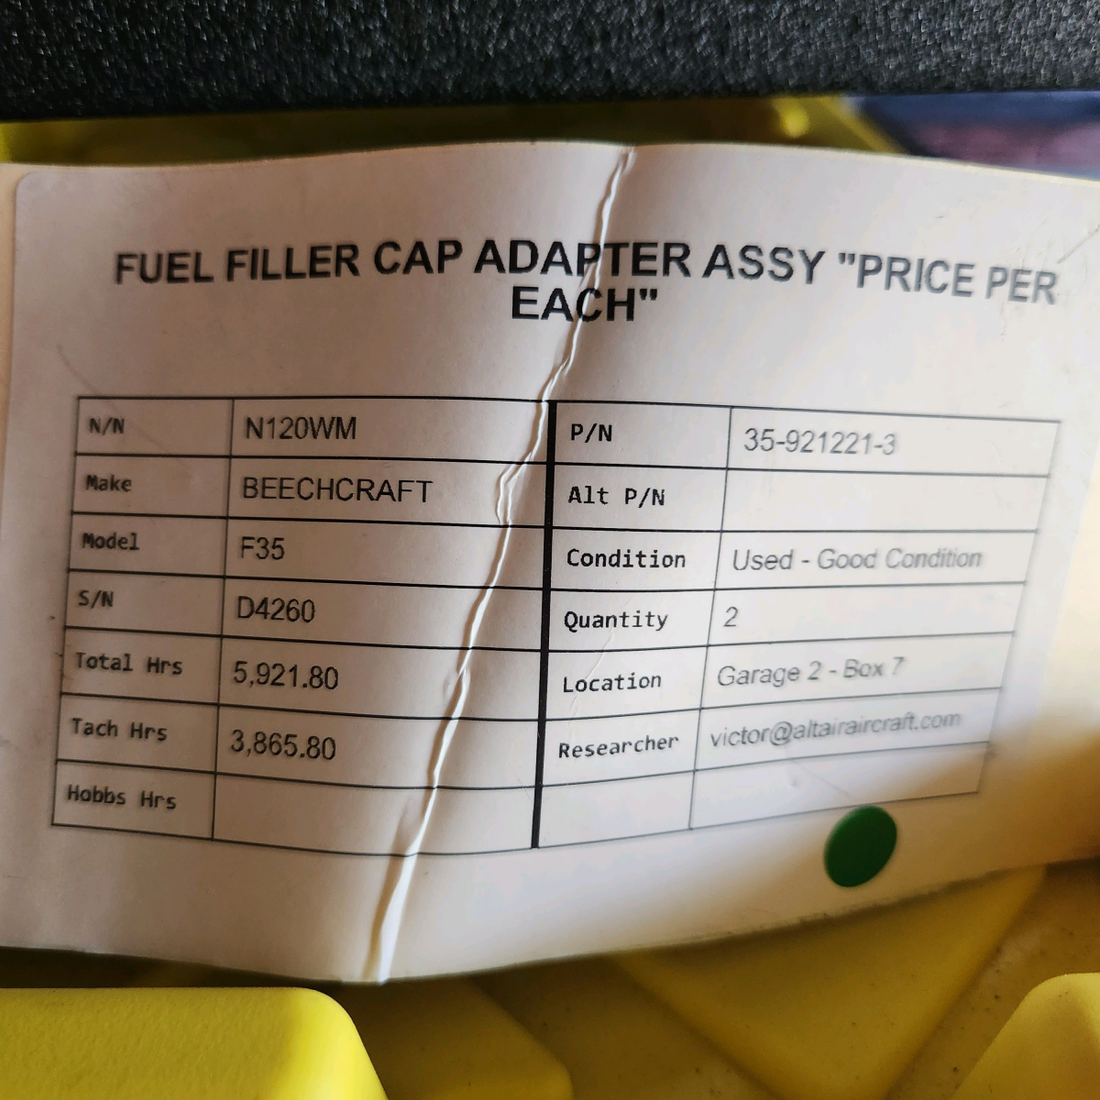 FUEL FILLER CAP ADAPTER ASSY "PRICE PER
EACH"
N/N N120WM P/N 35-921221-3
Make BEECHCRAFT Alt P/N
Model F35 Condition Used - Good Condition
S/N D4260 Quantity 2
Total Hrs 5,921.80 Location Garage 2 - Box 7
Tach Hrs 3,865.80 Researcher victor@altairaircraft.com
Hobbs Hrs